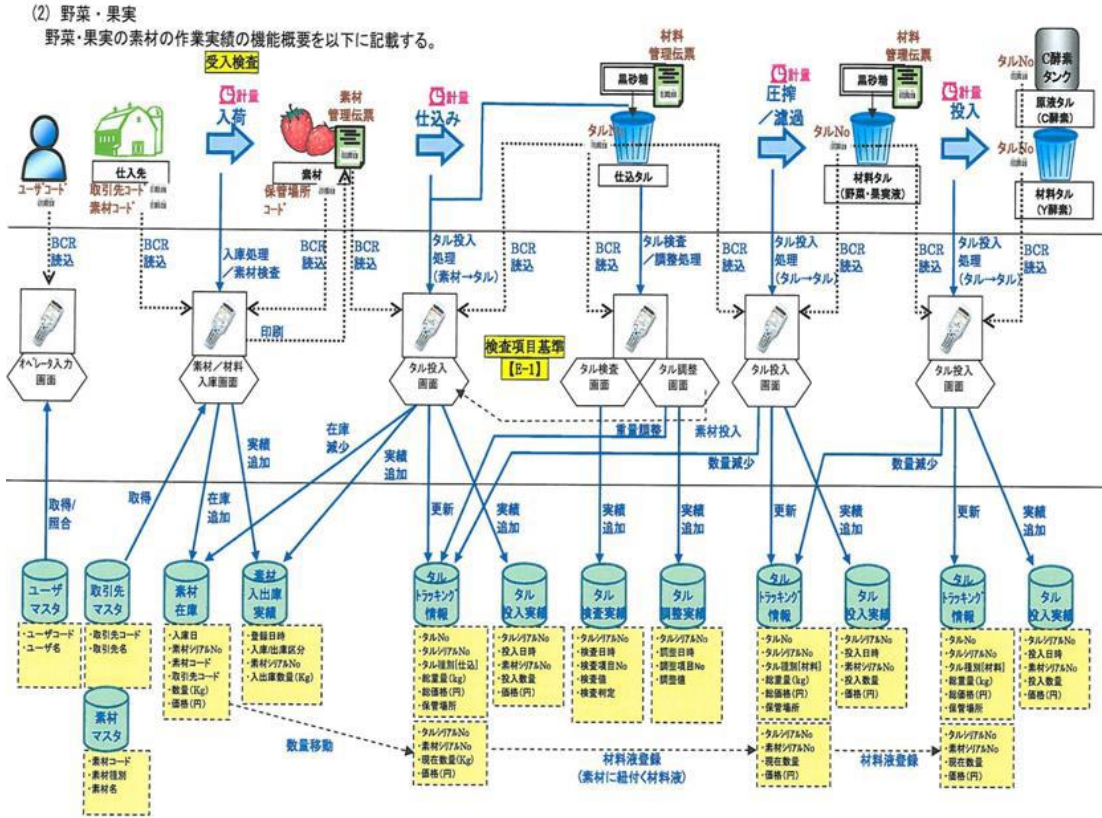 (2) 野菜・果実
野菜・果実の素材の作業実績の機能概要を以下に記載する。
受入検査
計量
入荷
素材
管理伝票
計量
仕込み
材料
管理伝票
黒砂糖
計量
圧搾
／濾過
材料
管理伝票
黒砂糖
計量
投入
タルNo
C酵素
タンク
原液タル
(C酵素)
タルNo
タルNo
タルNo
ユーザコード
仕入先
取引先コード
素材コード
素材
保管場所
コード
仕込タル
材料タル
(野菜・果実液)
材料タル
(Y酵素)
BCR
読込
BCR
読込
入庫処理
／素材検査
BCR
読込
BCR
読込
タル投入
処理
(素材→タル)
BCR
読込
BCR
読込
タル検査
／調整処理
BCR
読込
タル投入
処理
(タル→タル)
BCR
読込
BCR
読込
タル投入
処理
(タル→タル)
BCR
読込
印刷
検査項目基準
【E-1】
オペレータ入力
画面
素材／材料
入庫画面
タル投入
画面
タル検査
画面
タル調整
画面
タル投入
画面
タル投入
画面
重量調整
素材投入
数量減少
数量減少
取得/
照合
取得
在庫
追加
実績
追加
在庫
減少
実績
追加
更新
実績
追加
実績
追加
実績
追加
更新
実績
追加
更新
実績
追加
ユーザ
マスタ
取引先
マスタ
素材
在庫
素材
入出庫
実績
タル
トラッキング
情報
タル
投入実績
タル
検査実績
タル
調整実績
タル
トラッキング
情報
タル
投入実績
タル
トラッキング
情報
タル
投入実績
・ユーザコード
・ユーザ名
・取引先コード
・取引先名
・入庫日
・素材シリアルNo
・素材コード
・取引先コード
・数量(Kg)
・価格(円)
・登録日時
・入庫/出庫区分
・素材シリアルNo
・入出庫数量(Kg)
・タルNo
・タルシリアルNo
・タル種別[仕込]
・総重量(kg)
・総価格(円)
・保管場所
・タルシリアルNo
・投入日時
・素材シリアルNo
・投入数量
・価格(円)
・タルシリアルNo
・検査日時
・検査項目No
・検査値
・検査判定
・タルシリアルNo
・調整日時
・調整項目No
・調整値
・タルNo
・タルシリアルNo
・タル種別[材料]
・総重量(kg)
・総価格(円)
・保管場所
・タルシリアルNo
・投入日時
・素材シリアルNo
・投入数量
・価格(円)
・タルNo
・タルシリアルNo
・タル種別[材料]
・総重量(kg)
・総価格(円)
・保管場所
・タルシリアルNo
・投入日時
・素材シリアルNo
・投入数量
・価格(円)
素材
マスタ
・素材コード
・素材種別
・素材名
数量移動
・タルシリアルNo
・素材シリアルNo
・現在数量(Kg)
・価格(円)
材料液登録
(素材に紐付く材料液)
・タルシリアルNo
・素材シリアルNo
・現在数量
・価格(円)
材料液登録
・タルシリアルNo
・素材シリアルNo
・現在数量
・価格(円)